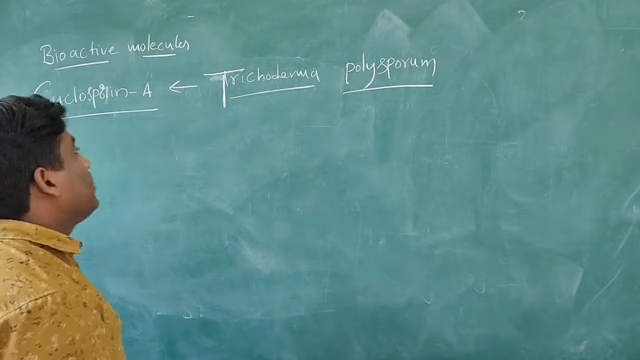 Bioactive molecules
Cyclosporin-A ← Trichoderma polysporum